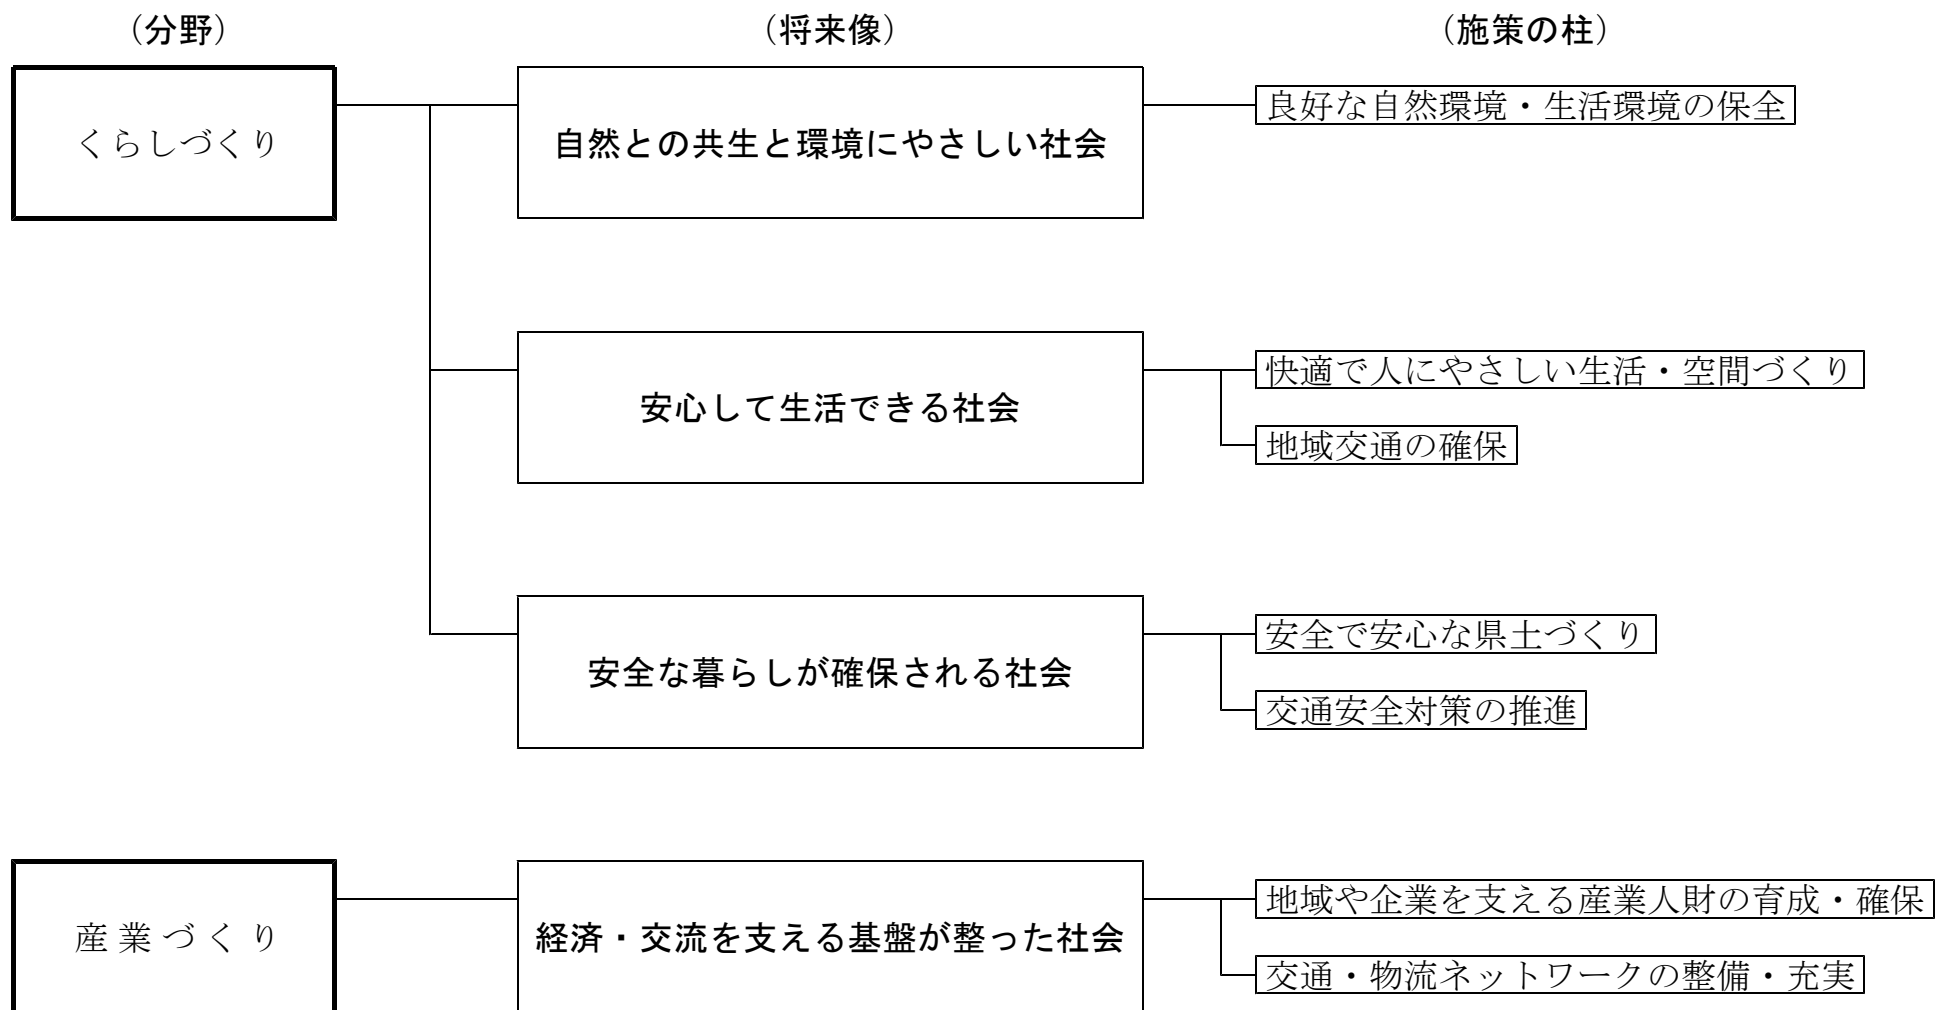 （分野）
（将来像）
（施策の柱）
くらしづくり
自然との共生と環境にやさしい社会
良好な自然環境・生活環境の保全
安心して生活できる社会
快適で人にやさしい生活・空間づくり
地域交通の確保
安全な暮らしが確保される社会
安全で安心な県土づくり
交通安全対策の推進
産業づくり
経済・交流を支える基盤が整った社会
地域や企業を支える産業人財の育成・確保
交通・物流ネットワークの整備・充実